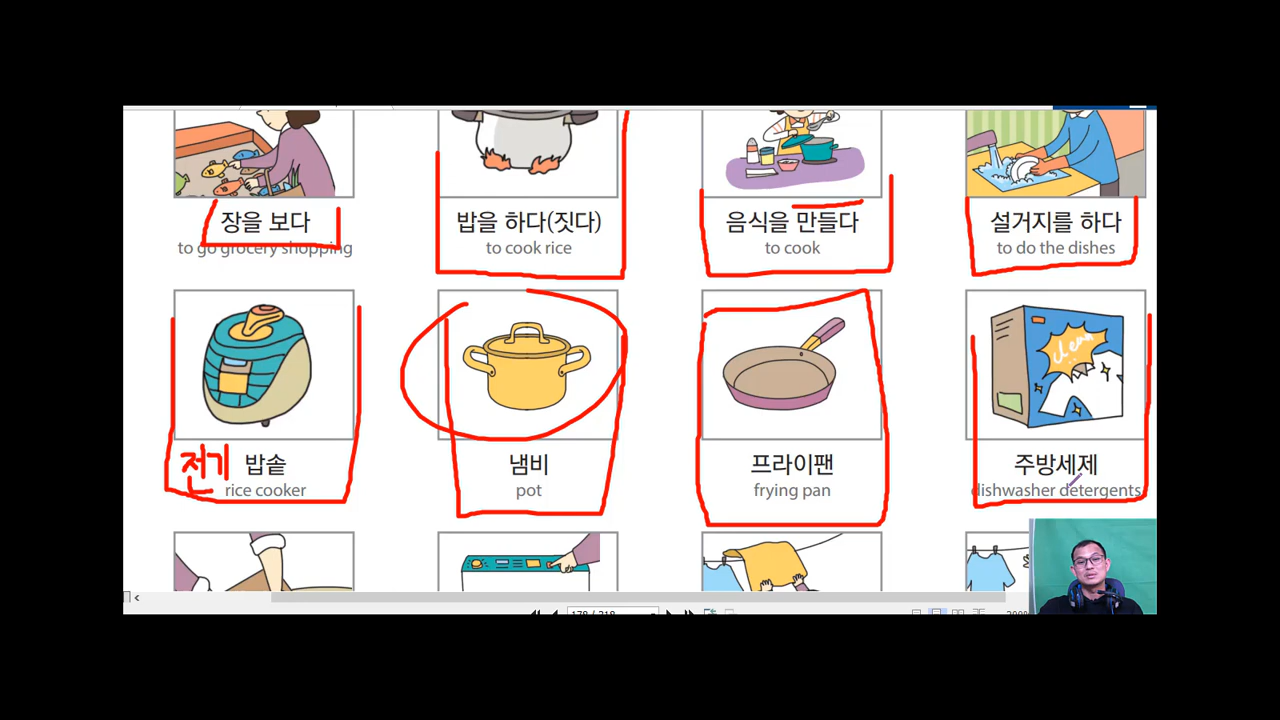 장을 보다
to go grocery shopping
밥을 하다(짓다)
to cook rice
음식을 만들다
to cook
설거지를 하다
to do the dishes
전기 밥솥
rice cooker
냄비
pot
프라이팬
frying pan
clean
주방세제
dishwasher detergents
178 / 218